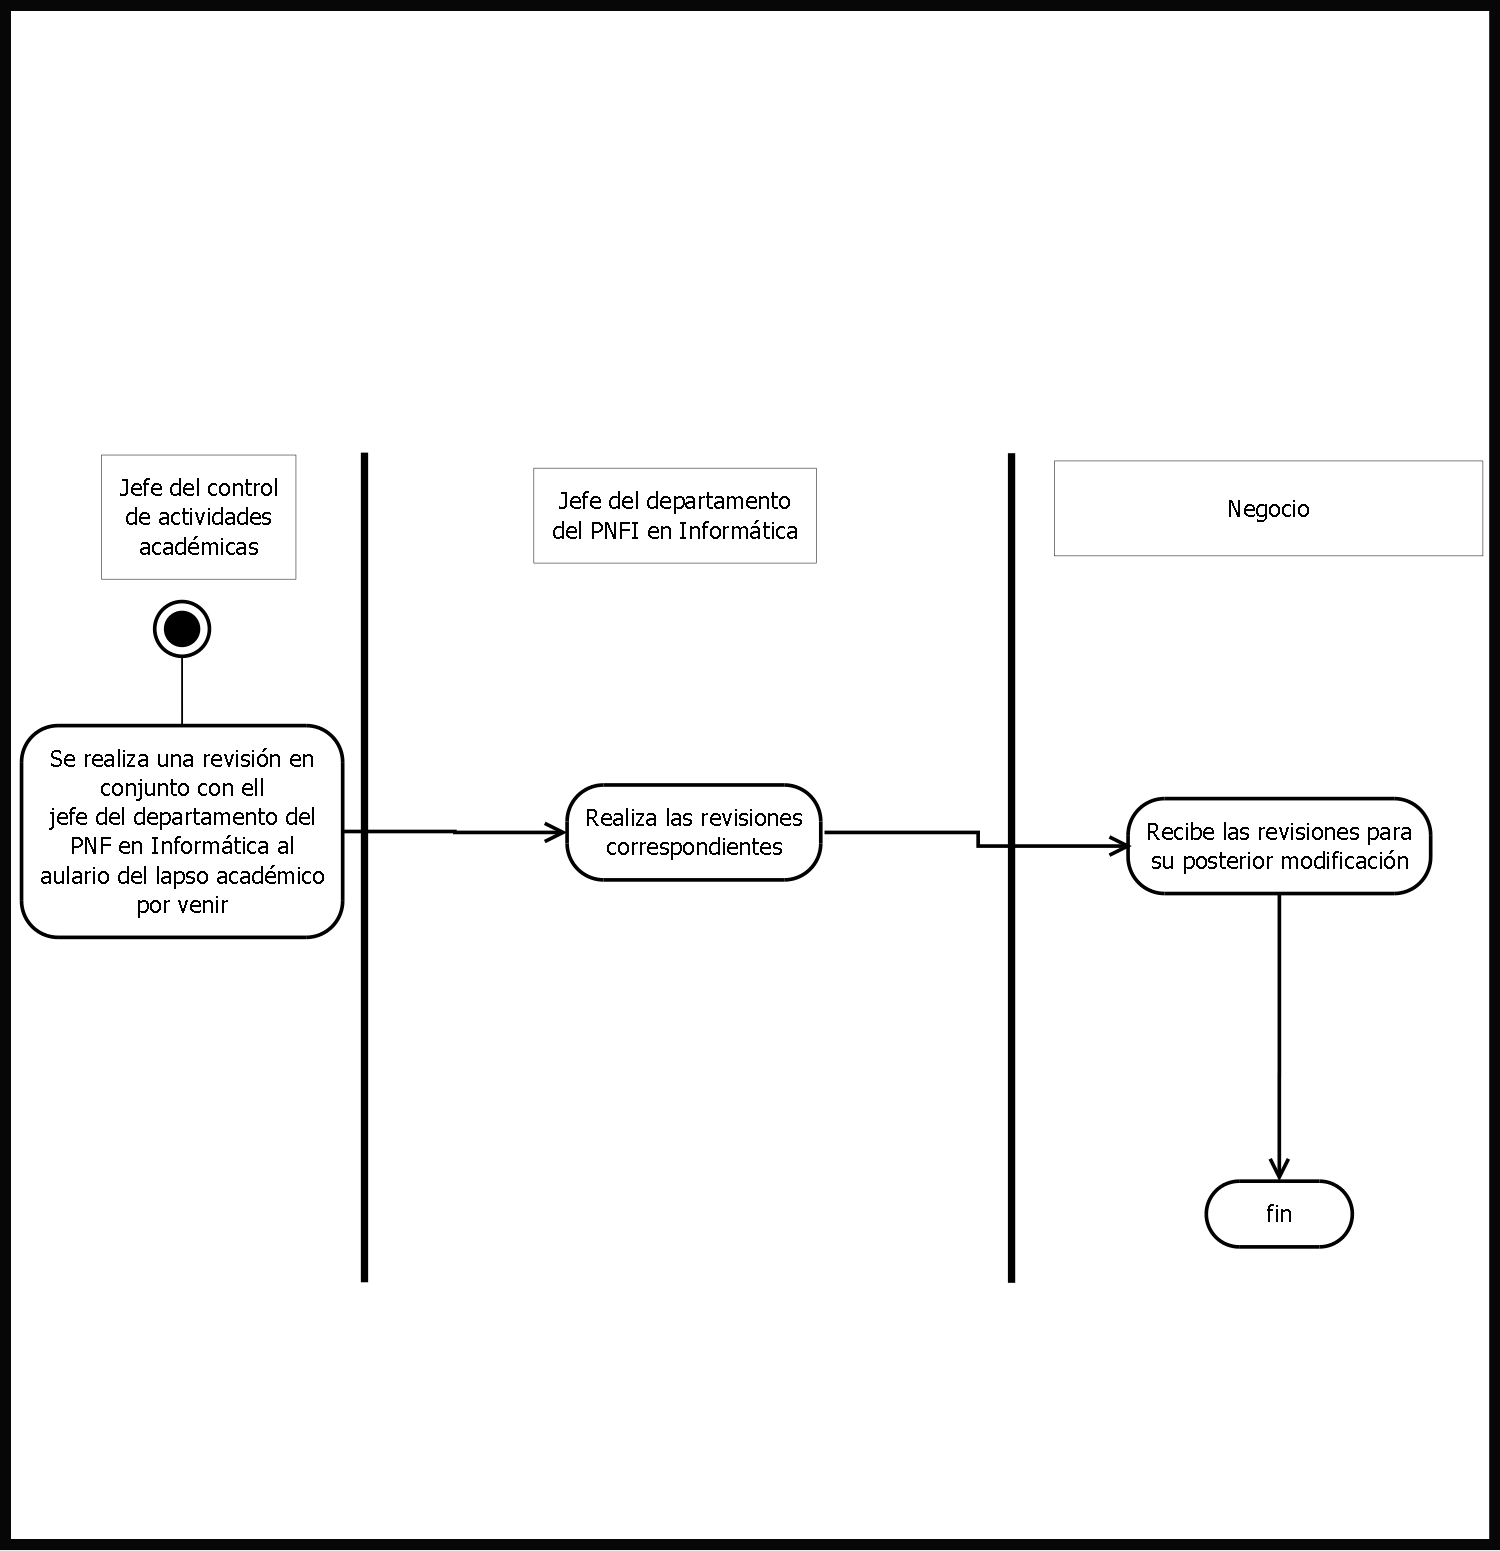 Jefe del control
de actividades
académicas
Jefe del departamento
del PNFI en Informática
Negocio
Se realiza una revisión en
conjunto con ell
jefe del departamento del
PNF en Informática al
aulario del lapso académico
por venir
Realiza las revisiones
correspondientes
Recibe las revisiones para
su posterior modificación
fin